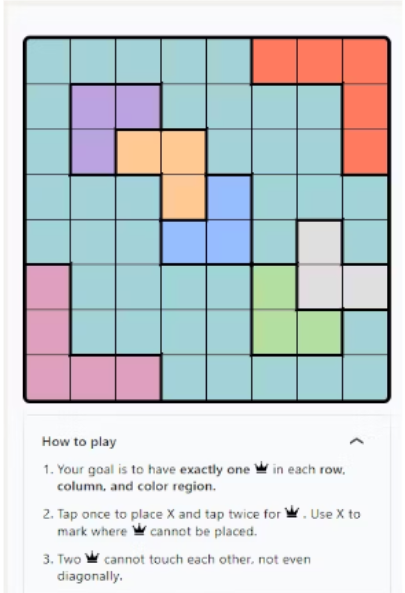 How to play
1. Your goal is to have exactly one in each row,
column, and color region.
2. Tap once to place X and tap twice for . Use X to
mark where cannot be placed.
3. Two cannot touch each other, not even
diagonally.